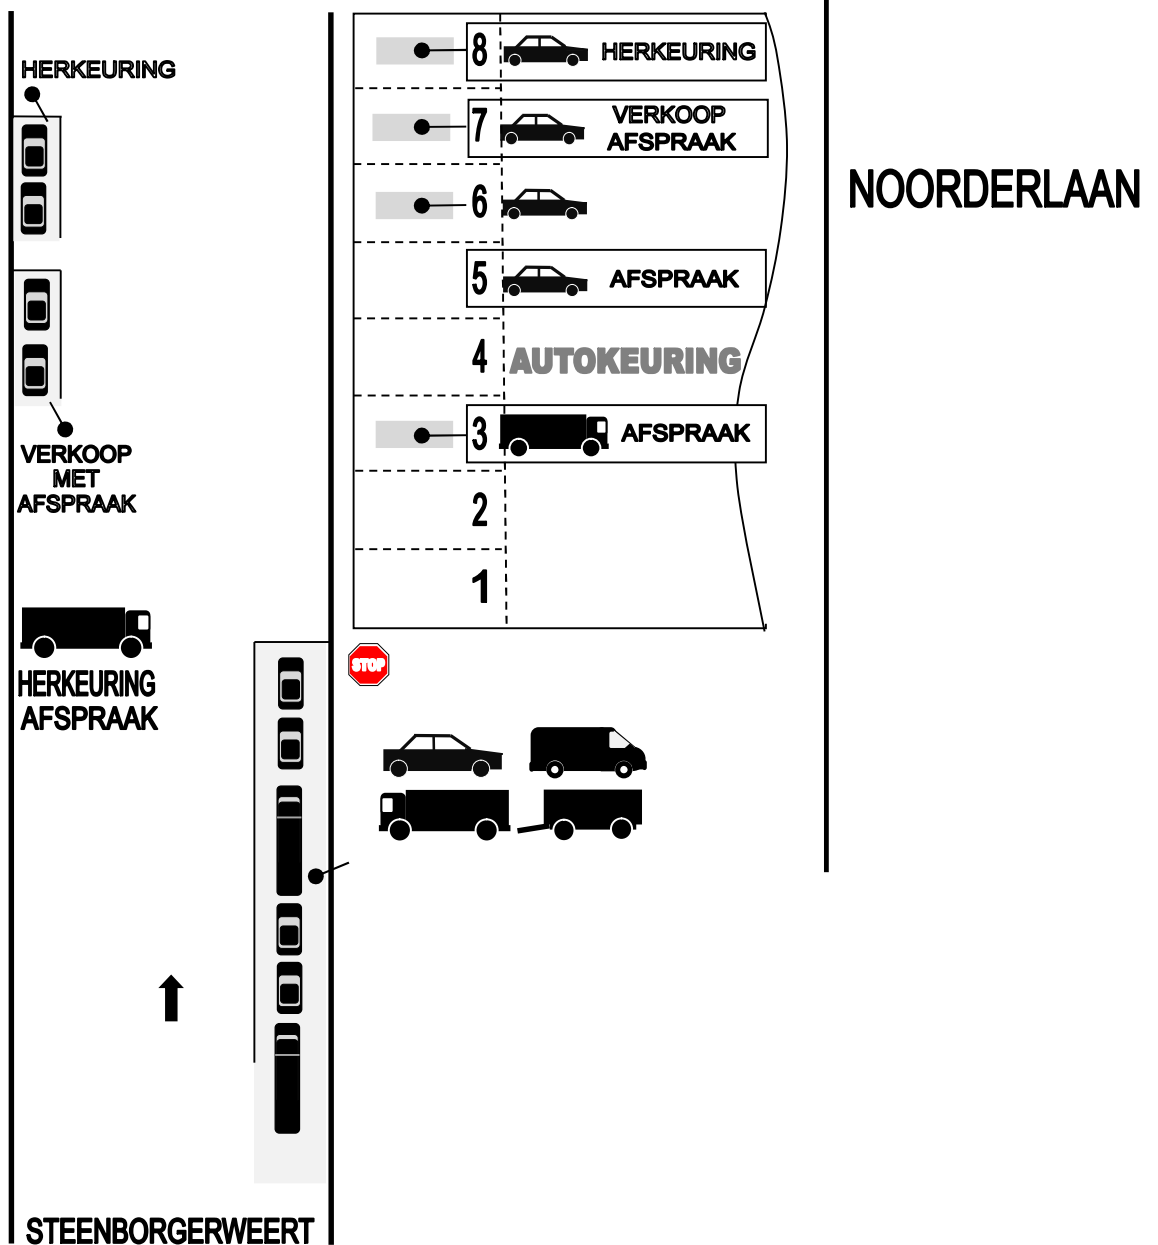 HERKEURING
VERKOOP
MET
AFSPRAAK
HERKEURING
AFSPRAAK
STEENBORGERWEERT
8 HERKEURING
7 VERKOOP
AFSPRAAK
6
5 AFSPRAAK
4 AUTOKEURING
3 AFSPRAAK
2
1
STOP
NOORDERLAAN